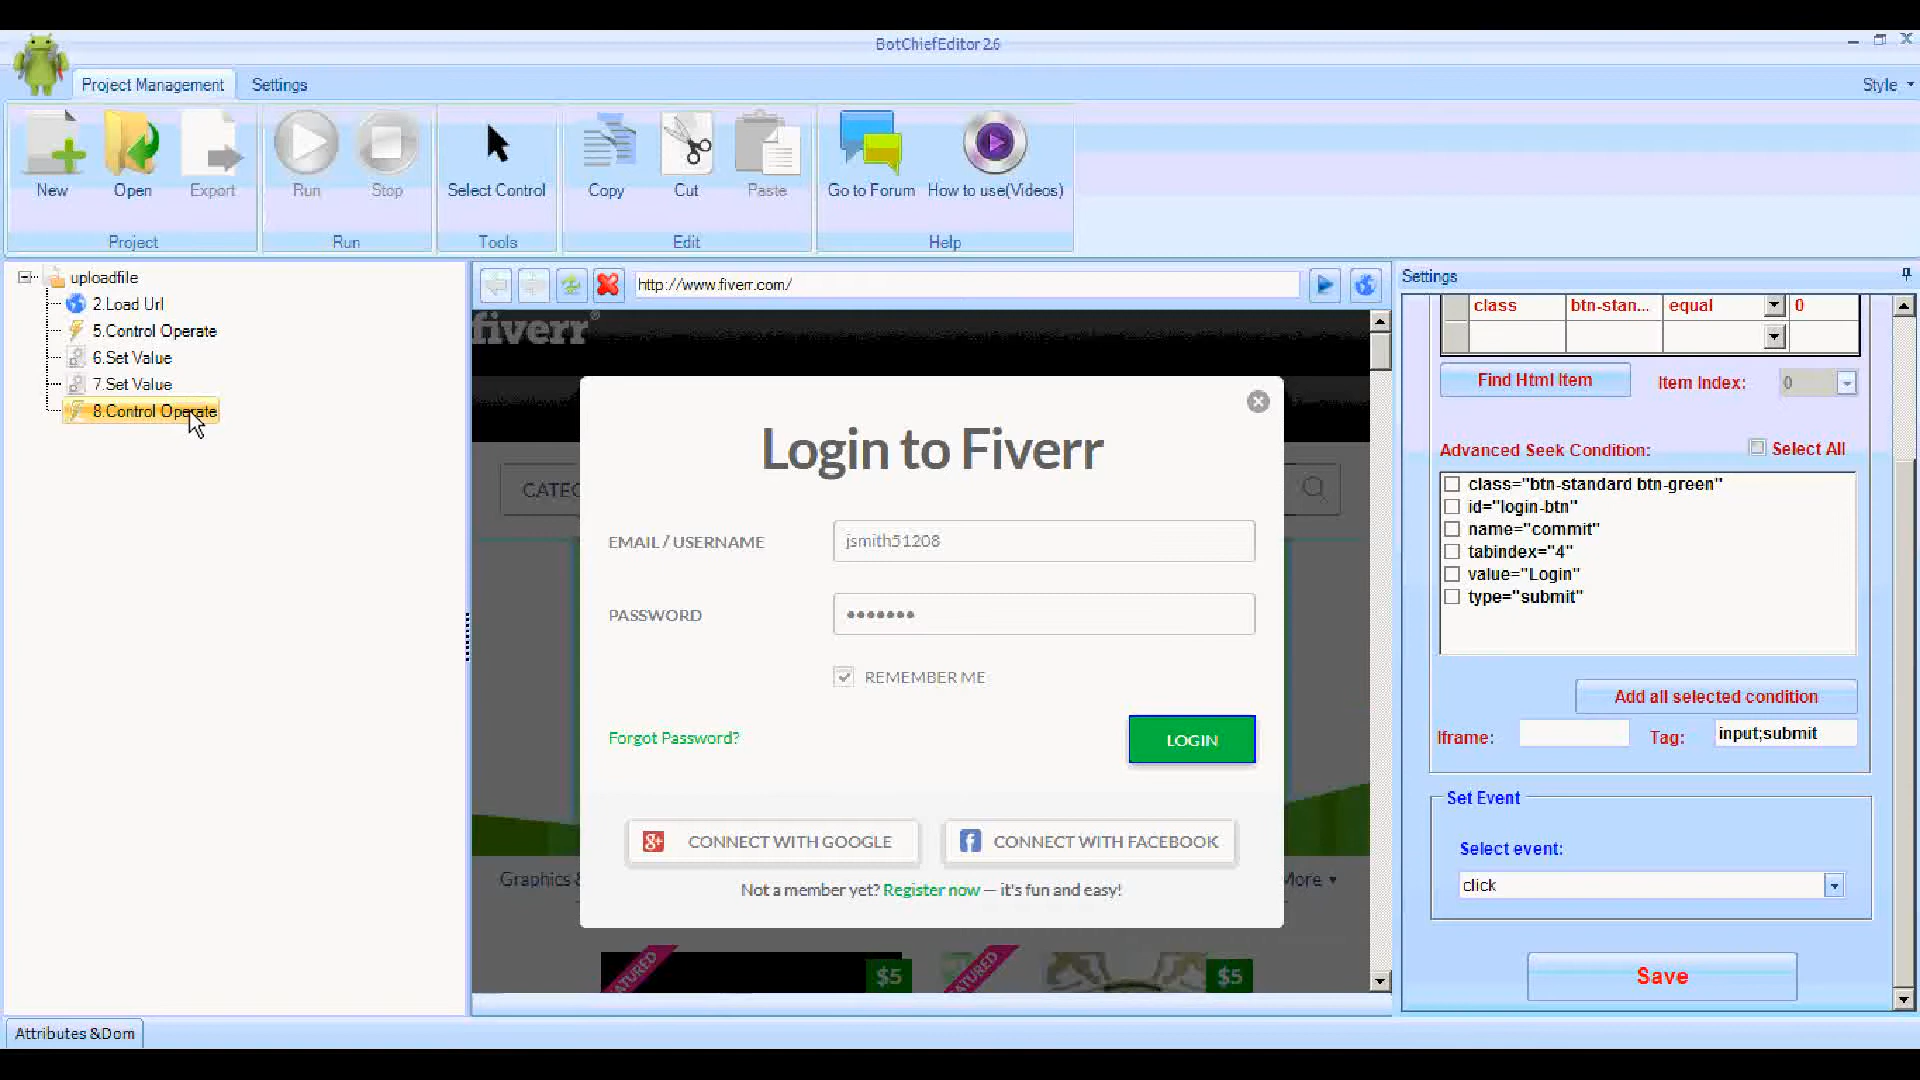 BotChiefEditor 2.6
Project Management
Settings
Style
New
Open
Export
Run
Stop
Select Control
Copy
Cut
Paste
Go to Forum
How to use(Videos)
Project
Run
Tools
Edit
Help
uploadfile
2.Load Url
5.Control Operate
6.Set Value
7.Set Value
8.Control Operate
http://www.fiverr.com/
fiverr®
CATEG
Login to Fiverr
EMAIL / USERNAME
jsmith51208
PASSWORD
•••••••
REMEMBER ME
Forgot Password?
LOGIN
CONNECT WITH GOOGLE
CONNECT WITH FACEBOOK
Not a member yet? Register now — it's fun and easy!
Graphics &
More
$5
$5
Settings
class btn-stan... equal 0
Find Html Item
Item Index: 0
Advanced Seek Condition:
Select All
class="btn-standard btn-green"
id="login-btn"
name="commit"
tabindex="4"
value="Login"
type="submit"
Add all selected condition
Iframe:
Tag: input;submit
Set Event
Select event:
click
Save
Attributes &Dom